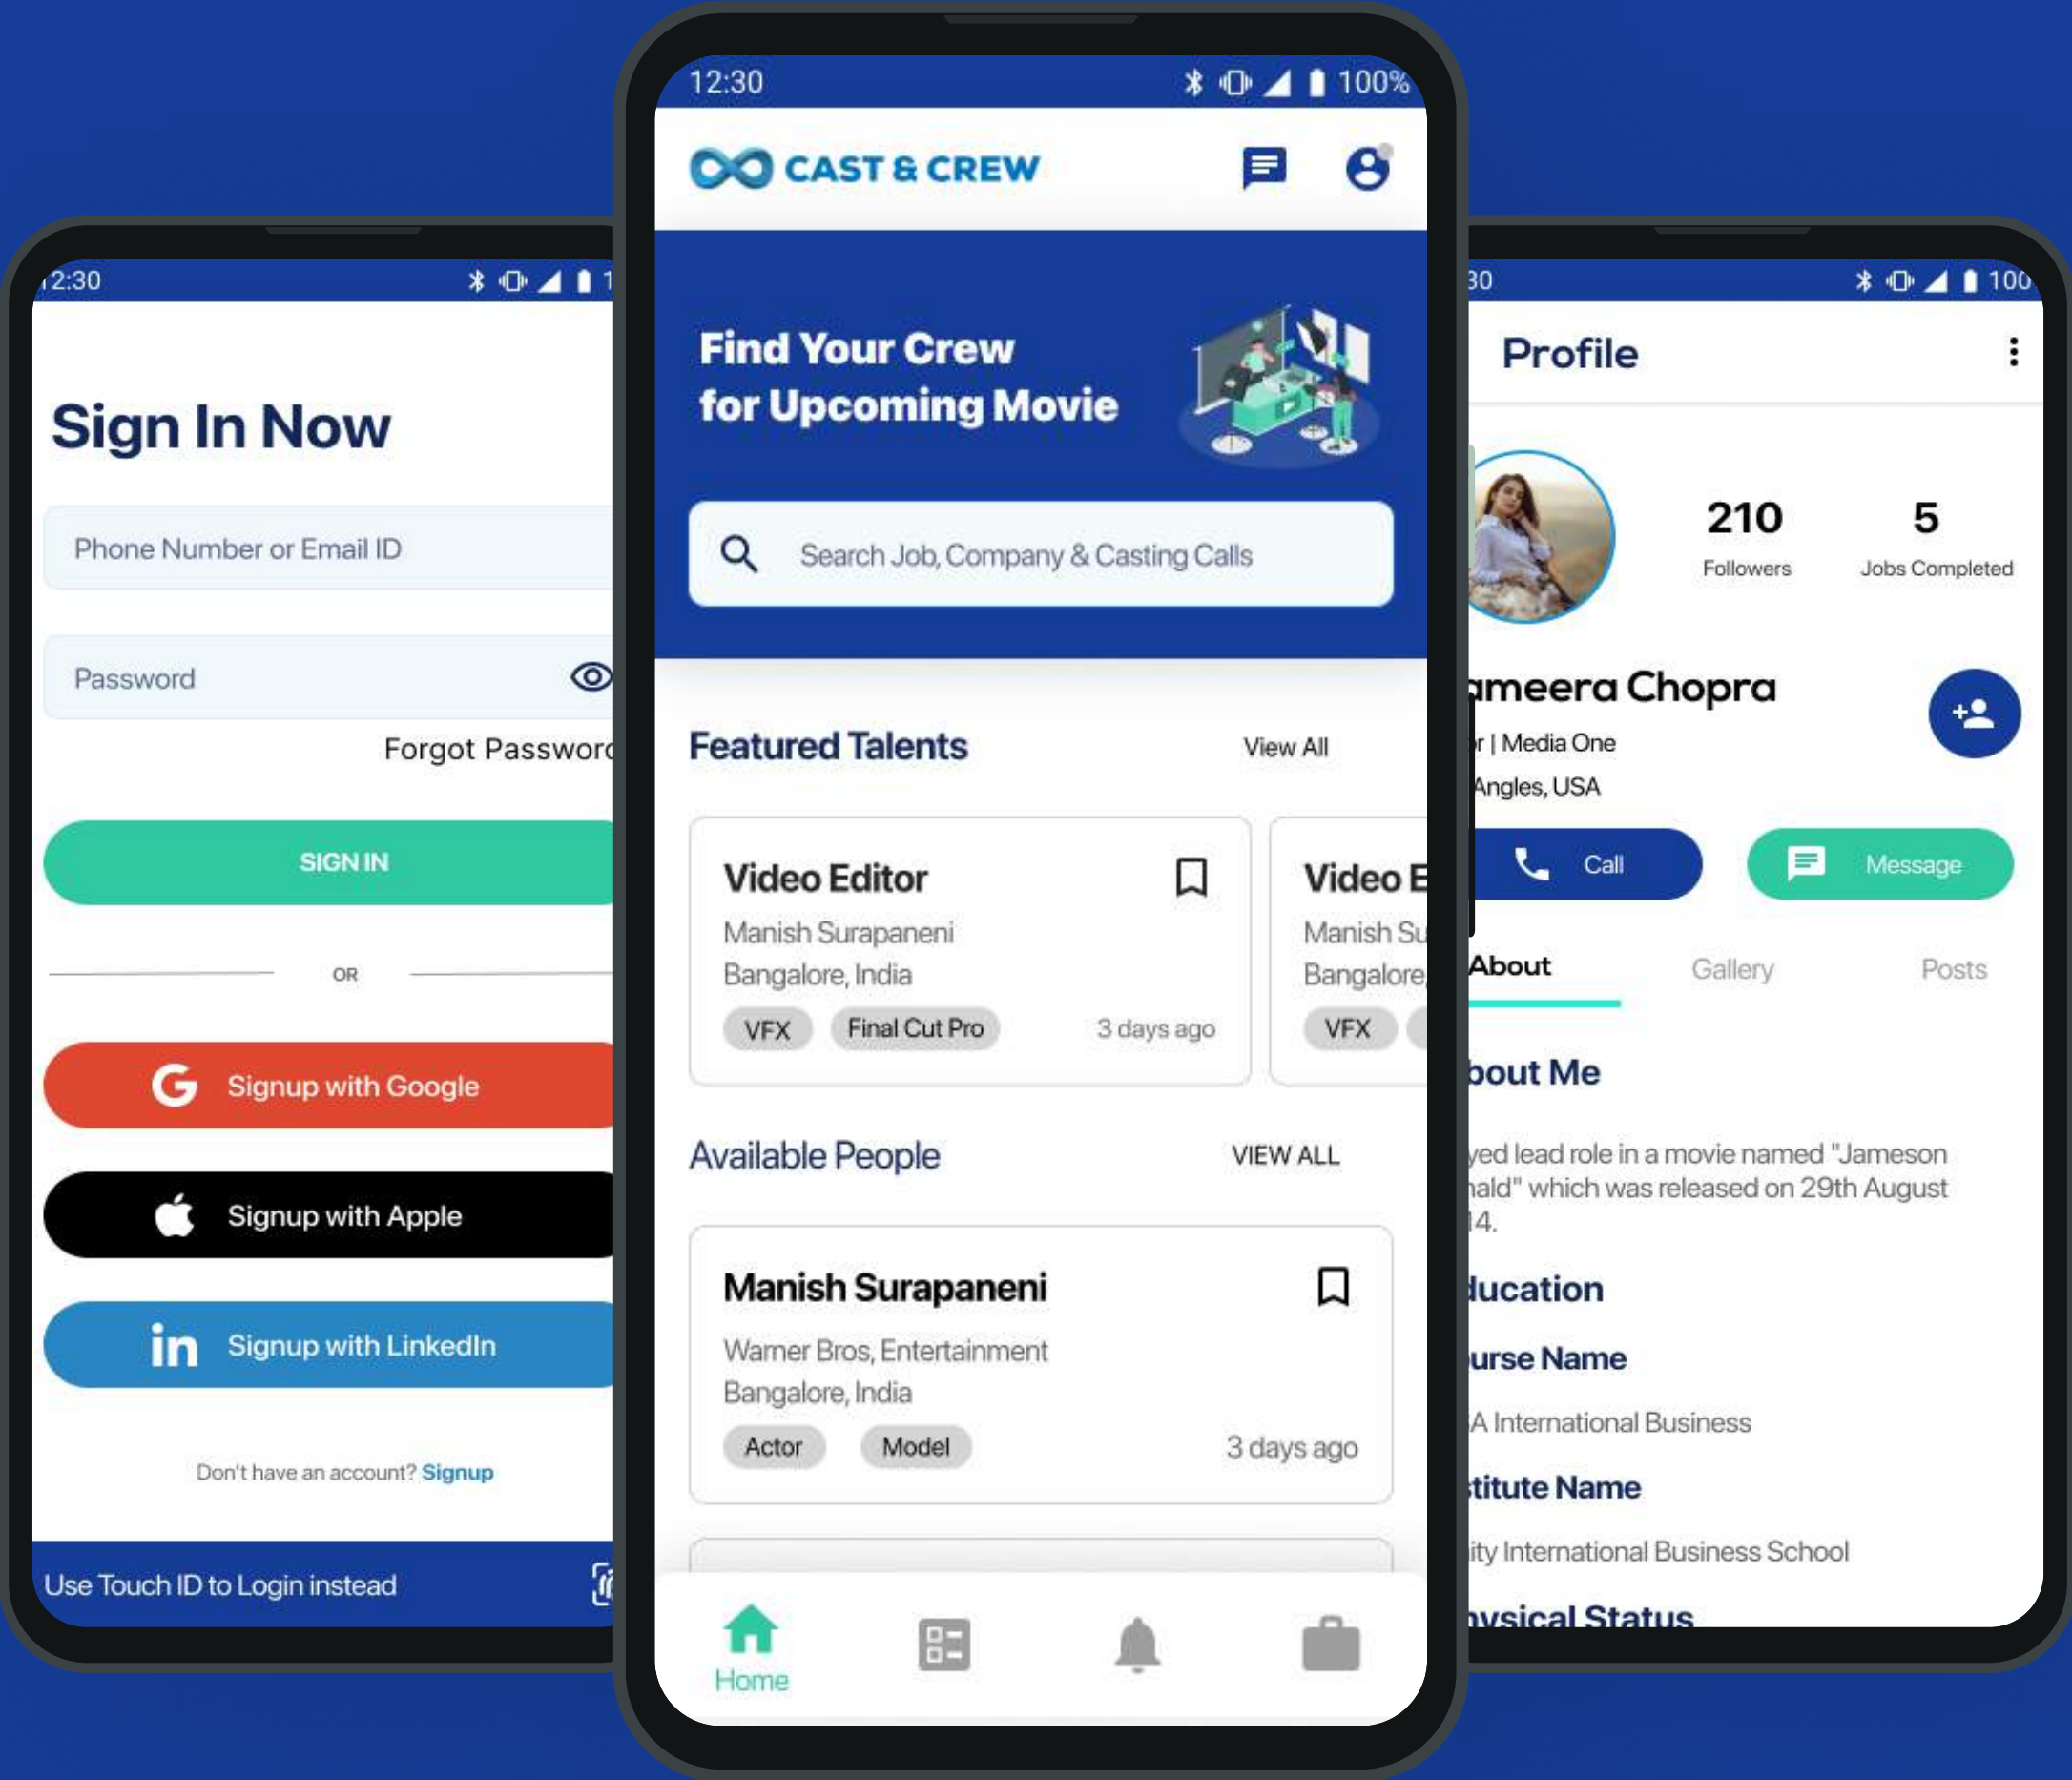 2:30
Sign In Now
Phone Number or Email ID
Password
Forgot Password
SIGN IN
OR
Signup with Google
Signup with Apple
in Signup with LinkedIn
Don't have an account? Signup
Use Touch ID to Login instead
12:30 100%
CAST & CREW
Find Your Crew
for Upcoming Movie
Search Job, Company & Casting Calls
Featured Talents View All
Video Editor
Manish Surapaneni
Bangalore, India
VFX Final Cut Pro 3 days ago
Video E
Manish Su
Bangalore,
VFX
Available People VIEW ALL
Manish Surapaneni
Warner Bros, Entertainment
Bangalore, India
Actor Model 3 days ago
Home
30 100
Profile
210 5
Followers Jobs Completed
ameera Chopra
r | Media One
Angles, USA
Call Message
About Gallery Posts
bout Me
yed lead role in a movie named "Jameson
nald" which was released on 29th August
14.
ducation
urse Name
A International Business
titute Name
ity International Business School
hysical Status